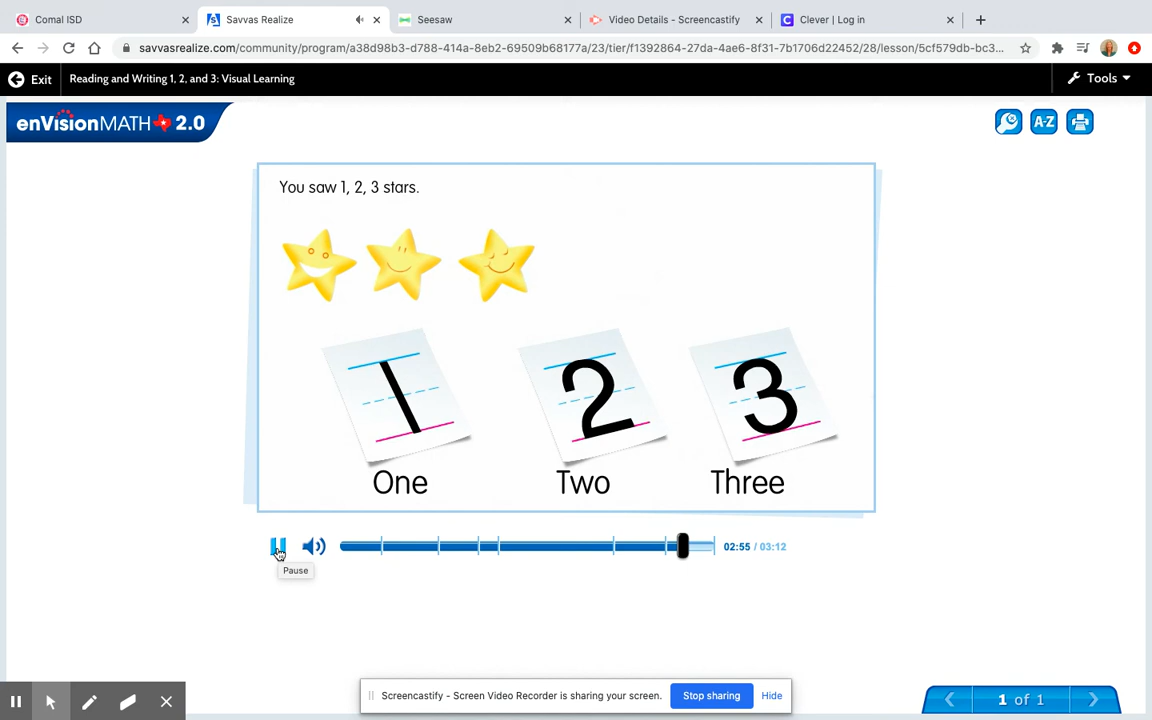 Comal ISD
Savvas Realize
Seesaw
Video Details - Screencastify
Clever | Log in
savvasrealize.com/community/program/a38d98b3-d788-414a-8eb2-69509b68177a/23/tier/f1392864-27da-4ae6-8f31-7b1706d22452/28/lesson/5cf579db-bc3...
Exit
Reading and Writing 1, 2, and 3: Visual Learning
Tools
enVisionMATH 2.0
A-Z
You saw 1, 2, 3 stars.
1 2 3
One Two Three
02:55 / 03:12
Pause
Screencastify - Screen Video Recorder is sharing your screen.
Stop sharing
Hide
1 of 1